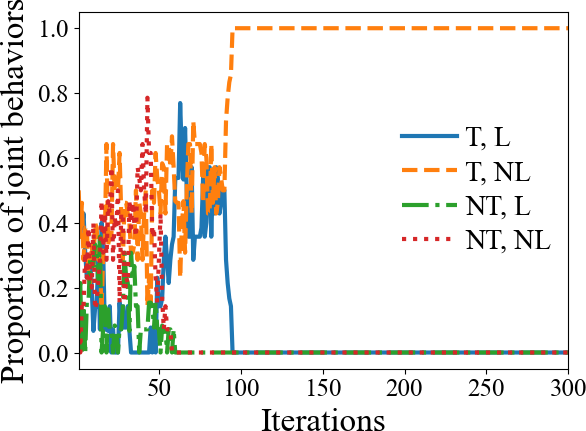 Proportion of joint behaviors
1.0
0.8
0.6
0.4
0.2
0.0
T, L
T, NL
NT, L
NT, NL
50 100 150 200 250 300
Iterations